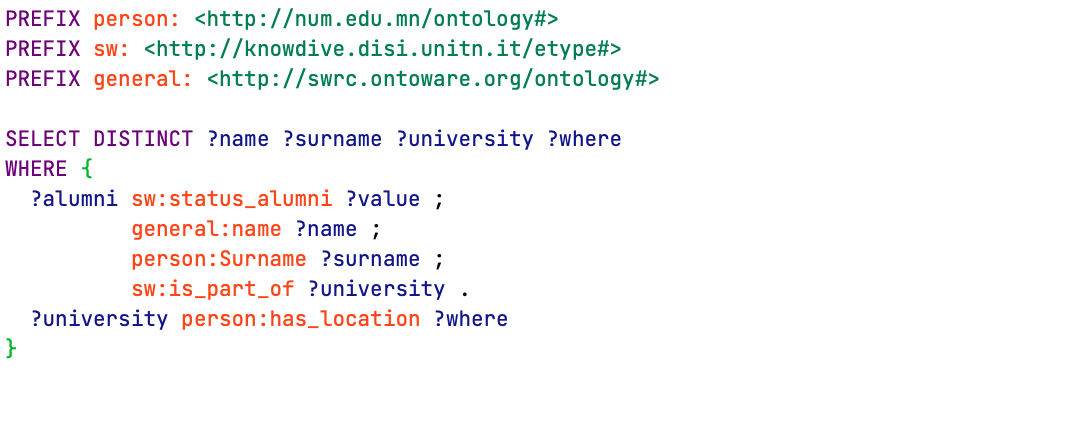 PREFIX person: <http://num.edu.mn/ontology#>
PREFIX sw: <http://knowdive.disi.unitn.it/etype#>
PREFIX general: <http://swrc.ontoware.org/ontology#>

SELECT DISTINCT ?name ?surname ?university ?where
WHERE {
  ?alumni sw:status_alumni ?value ;
          general:name ?name ;
          person:Surname ?surname ;
          sw:is_part_of ?university .
  ?university person:has_location ?where
}